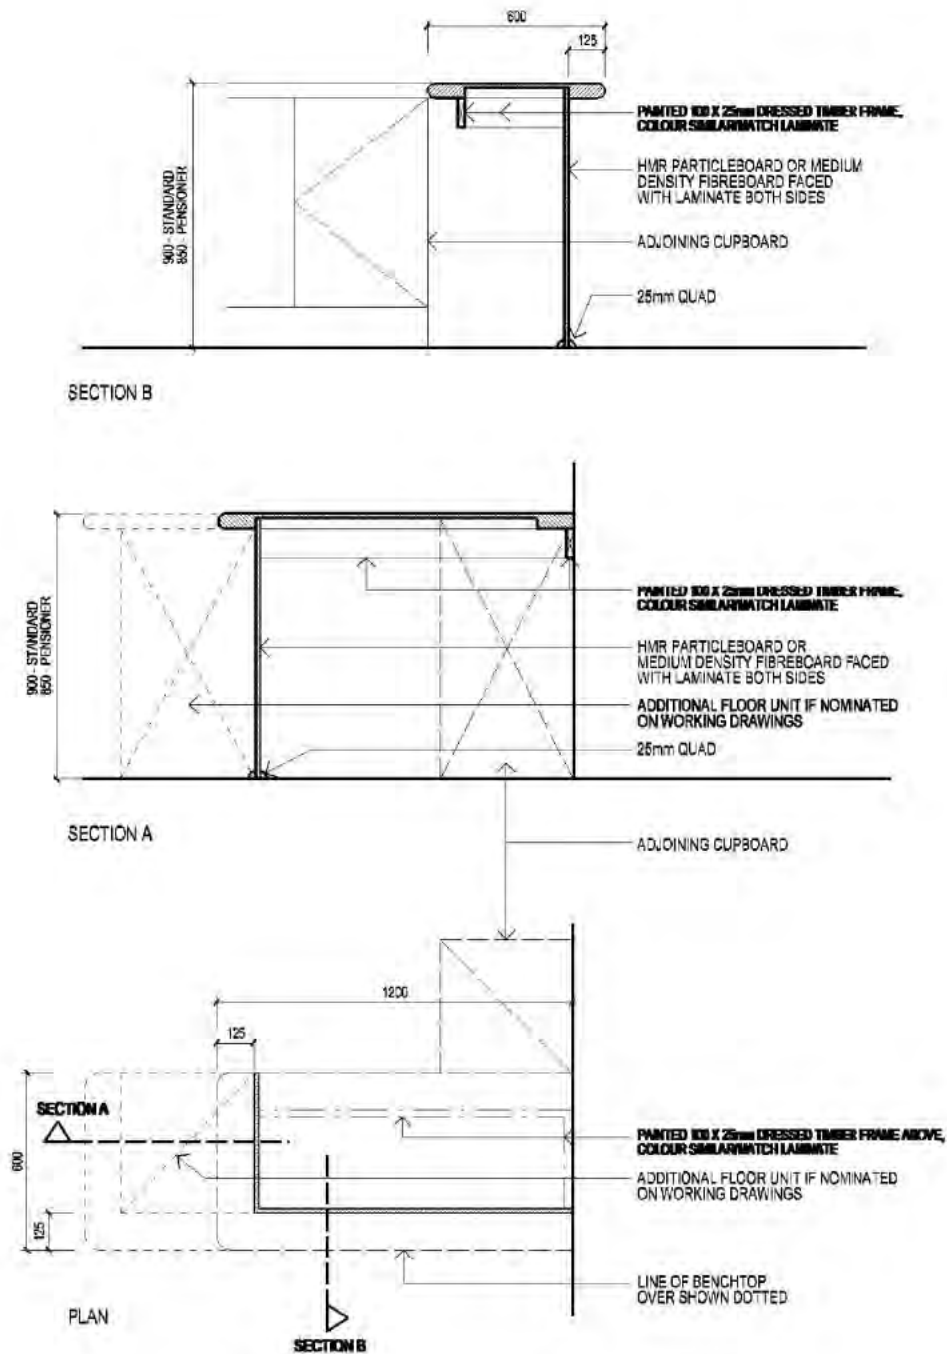 600
125
PAINTED 100 X 25mm DRESSED TIMBER FRAME,
COLOUR SIMILAR/MATCH LAMINATE
HMR PARTICLEBOARD OR MEDIUM
DENSITY FIBREBOARD FACED
WITH LAMINATE BOTH SIDES
900 - STANDARD
850 - PENSIONER
ADJOINING CUPBOARD
25mm QUAD
SECTION B
PAINTED 100 X 25mm DRESSED TIMBER FRAME,
COLOUR SIMILAR/MATCH LAMINATE
900 - STANDARD
850 - PENSIONER
HMR PARTICLEBOARD OR
MEDIUM DENSITY FIBREBOARD FACED
WITH LAMINATE BOTH SIDES
ADDITIONAL FLOOR UNIT IF NOMINATED
ON WORKING DRAWINGS
25mm QUAD
SECTION A
ADJOINING CUPBOARD
1200
125
SECTION A
600
PAINTED 100 X 25mm DRESSED TIMBER FRAME ABOVE,
COLOUR SIMILAR/MATCH LAMINATE
ADDITIONAL FLOOR UNIT IF NOMINATED
ON WORKING DRAWINGS
125
LINE OF BENCHTOP
OVER SHOWN DOTTED
PLAN
SECTION B